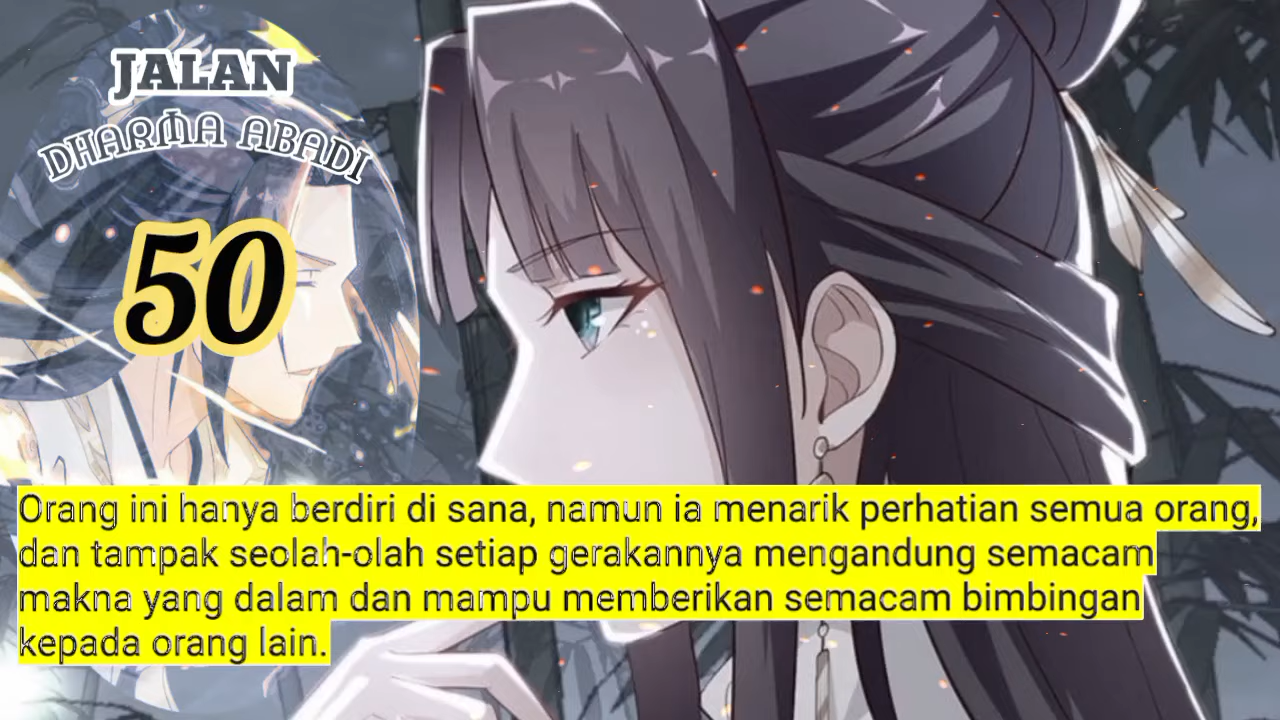 JALAN
DHARMA ABADI
50
Orang ini hanya berdiri di sana, namun ia menarik perhatian semua orang,
dan tampak seolah-olah setiap gerakannya mengandung semacam
makna yang dalam dan mampu memberikan semacam bimbingan
kepada orang lain.